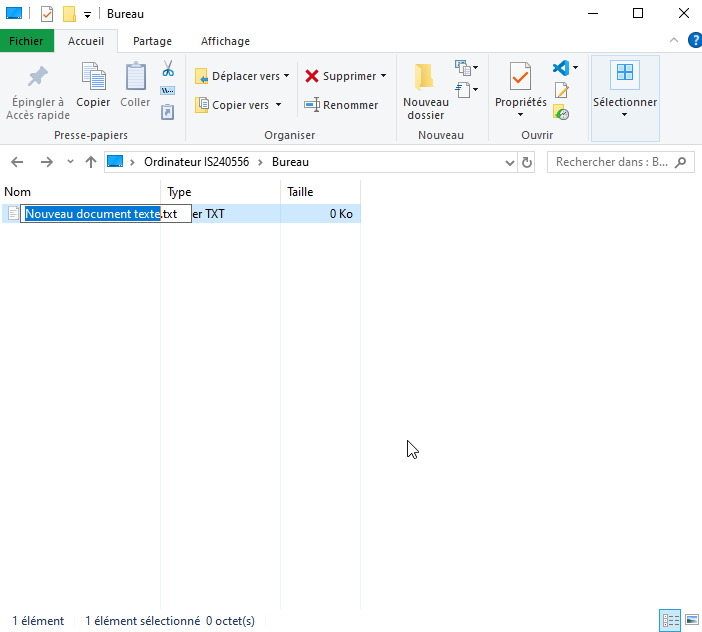 Bureau
Fichier Accueil Partage Affichage
Épingler à Accès rapide
Copier
Coller
Déplacer vers
Copier vers
Supprimer
Renommer
Nouveau dossier
Propriétés
Sélectionner
Presse-papiers Organiser Nouveau Ouvrir
Ordinateur IS240556 Bureau
Rechercher dans : B...
Nom Type Taille
Nouveau document texte.txt er TXT 0 Ko
1 élément 1 élément sélectionné 0 octet(s)